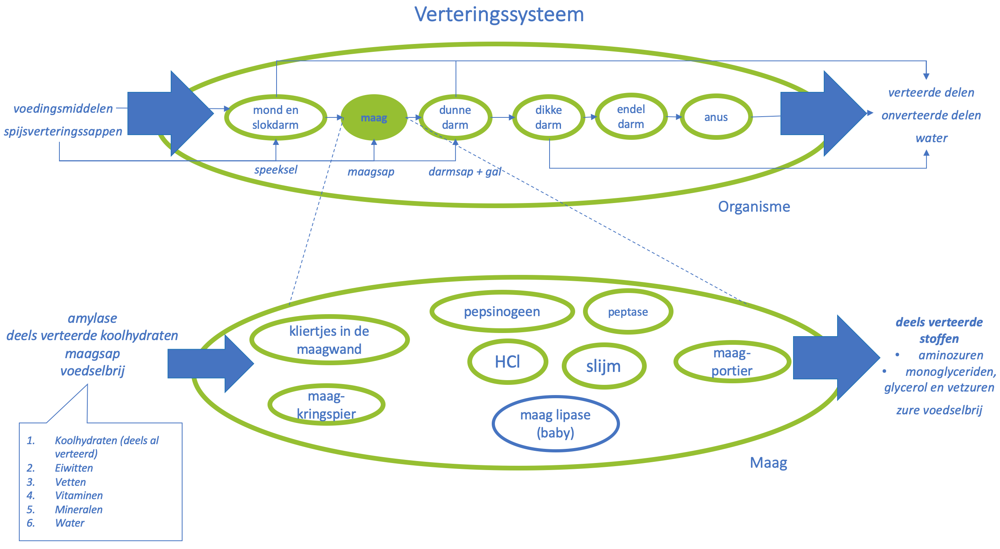 Verteringssysteem
voedingsmiddelen
spijsverteringssappen
mond en
slokdarm
maag
dunne
darm
dikke
darm
endel
darm
anus
verteerde delen
onverteerde delen
water
speeksel
maagsap
darmsap + gal
Organisme
amylase
deels verteerde koolhydraten
maagsap
voedselbrij
1. Koolhydraten (deels al
verteerd)
2. Eiwitten
3. Vetten
4. Vitaminen
5. Mineralen
6. Water
kliertjes in de
maagwand
maag-
kringspier
pepsinogeen
peptase
HCl
slijm
maag lipase
(baby)
maag-
portier
Maag
deels verteerde
stoffen
• aminozuren
• monoglyceriden,
glycerol en vetzuren
zure voedselbrij